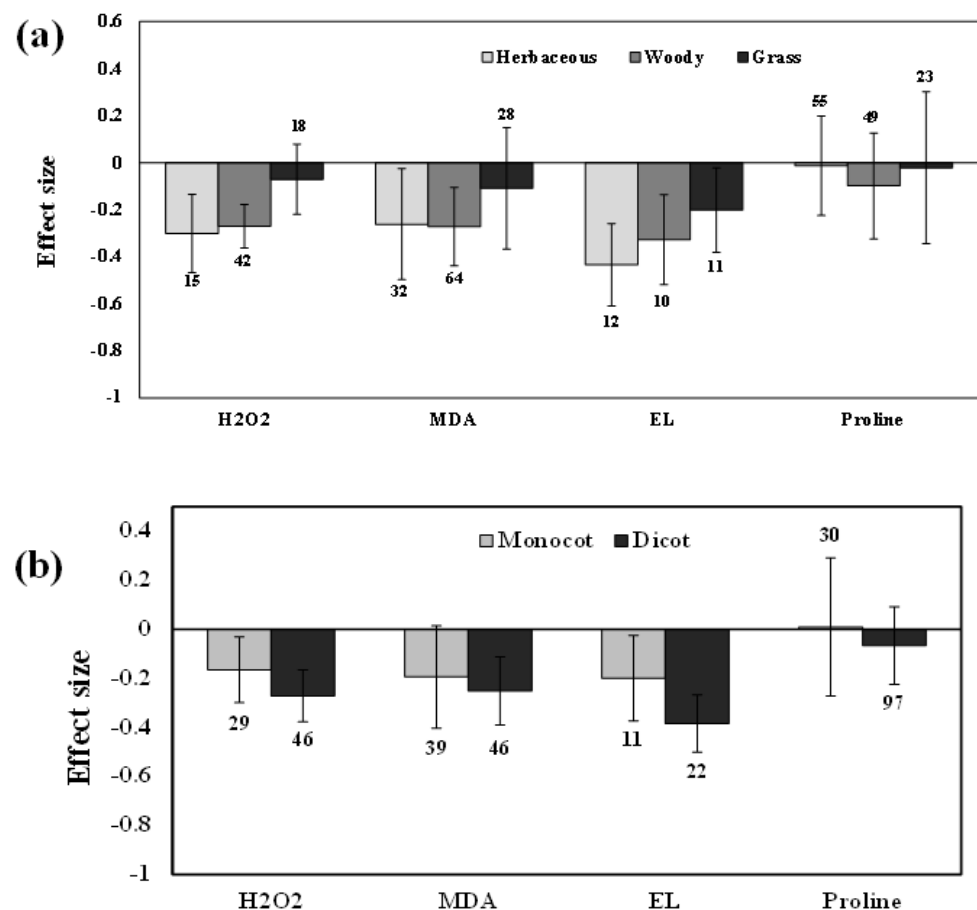 (a)
0.6
0.4
0.2
0
-0.2
-0.4
-0.6
-0.8
-1
Effect size
Herbaceous Woody Grass
15 42 18
32 64 28
12 10 11
55 49 23
H2O2 MDA EL Proline
(b)
0.4
0.2
0
-0.2
-0.4
-0.6
-0.8
-1
Effect size
Monocot Dicot
29 46
39 46
11 22
30 97
H2O2 MDA EL Proline